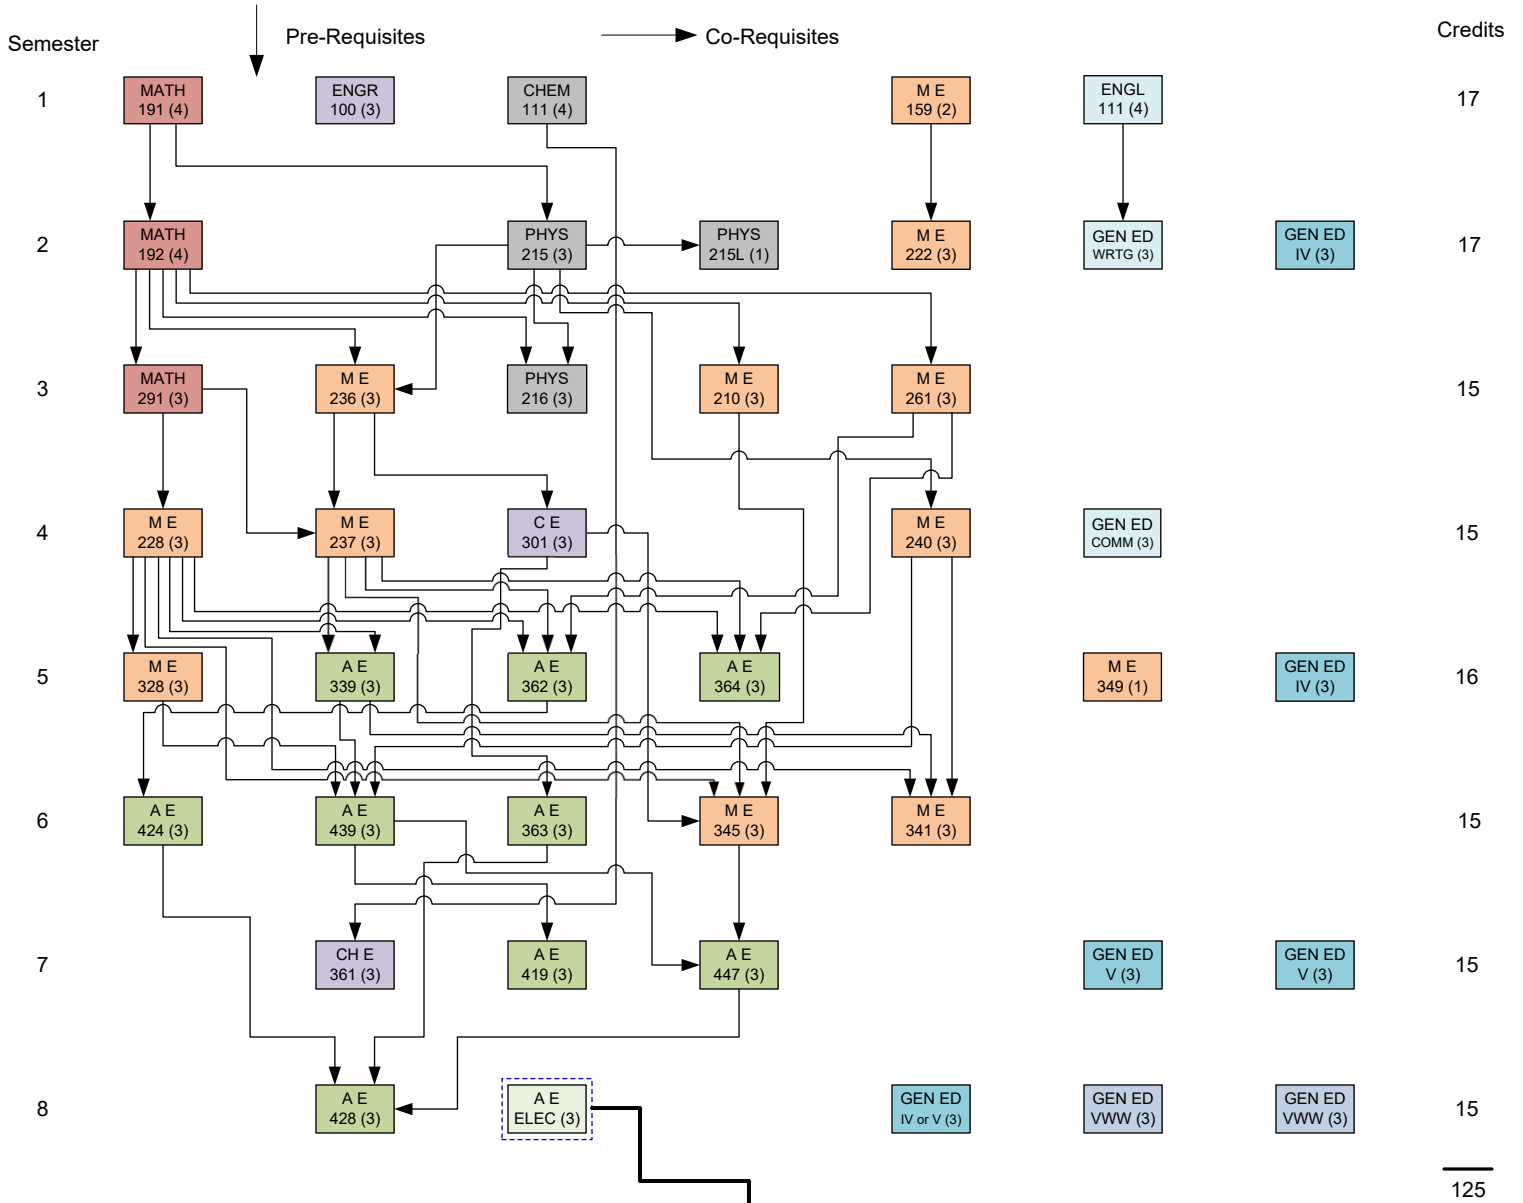 Semester
Pre-Requisites
Co-Requisites
Credits
1
MATH
191 (4)
ENGR
100 (3)
CHEM
111 (4)
M E
159 (2)
ENGL
111 (4)
17
2
MATH
192 (4)
PHYS
215 (3)
PHYS
215L (1)
M E
222 (3)
GEN ED
WRTG (3)
GEN ED
IV (3)
17
3
MATH
291 (3)
M E
236 (3)
PHYS
216 (3)
M E
210 (3)
M E
261 (3)
15
4
M E
228 (3)
M E
237 (3)
C E
301 (3)
M E
240 (3)
GEN ED
COMM (3)
15
5
M E
328 (3)
A E
339 (3)
A E
362 (3)
A E
364 (3)
M E
349 (1)
GEN ED
IV (3)
16
6
A E
424 (3)
A E
439 (3)
A E
363 (3)
M E
345 (3)
M E
341 (3)
15
7
CH E
361 (3)
A E
419 (3)
A E
447 (3)
GEN ED
V (3)
GEN ED
V (3)
15
8
A E
428 (3)
A E
ELEC (3)
GEN ED
IV or V (3)
GEN ED
VWW (3)
GEN ED
VWW (3)
15
125